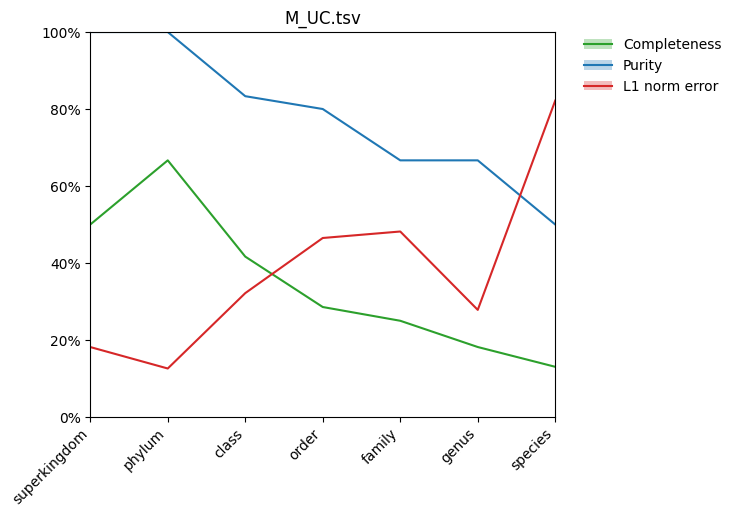 M_UC.tsv
100%
80%
60%
40%
20%
0%
superkingdom
phylum
class
order
family
genus
species
Completeness
Purity
L1 norm error